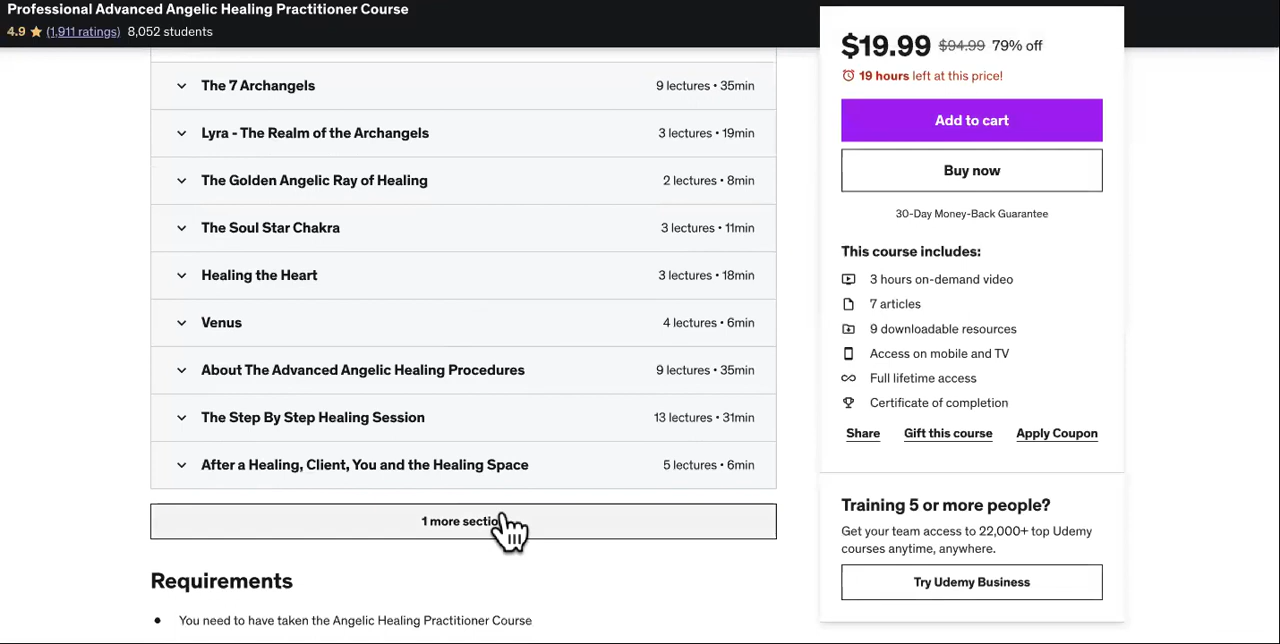 Professional Advanced Angelic Healing Practitioner Course
4.9 ★ (1,911 ratings) 8,052 students
The 7 Archangels 9 lectures • 35min
Lyra - The Realm of the Archangels 3 lectures • 19min
The Golden Angelic Ray of Healing 2 lectures • 8min
The Soul Star Chakra 3 lectures • 11min
Healing the Heart 3 lectures • 18min
Venus 4 lectures • 6min
About The Advanced Angelic Healing Procedures 9 lectures • 35min
The Step By Step Healing Session 13 lectures • 31min
After a Healing, Client, You and the Healing Space 5 lectures • 6min
1 more sectio
Requirements
• You need to have taken the Angelic Healing Practitioner Course
$19.99 $94.99 79% off
19 hours left at this price!
Add to cart
Buy now
30-Day Money-Back Guarantee
This course includes:
3 hours on-demand video
7 articles
9 downloadable resources
Access on mobile and TV
Full lifetime access
Certificate of completion
Share Gift this course Apply Coupon
Training 5 or more people?
Get your team access to 22,000+ top Udemy
courses anytime, anywhere.
Try Udemy Business